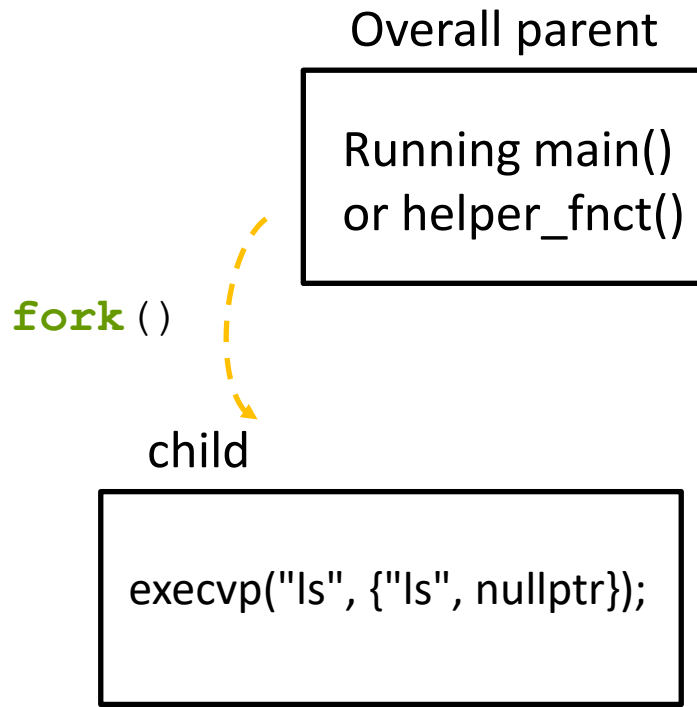 Overall parent
Running main()
or helper_fnct()
fork()
child
execvp("ls", {"ls", nullptr});